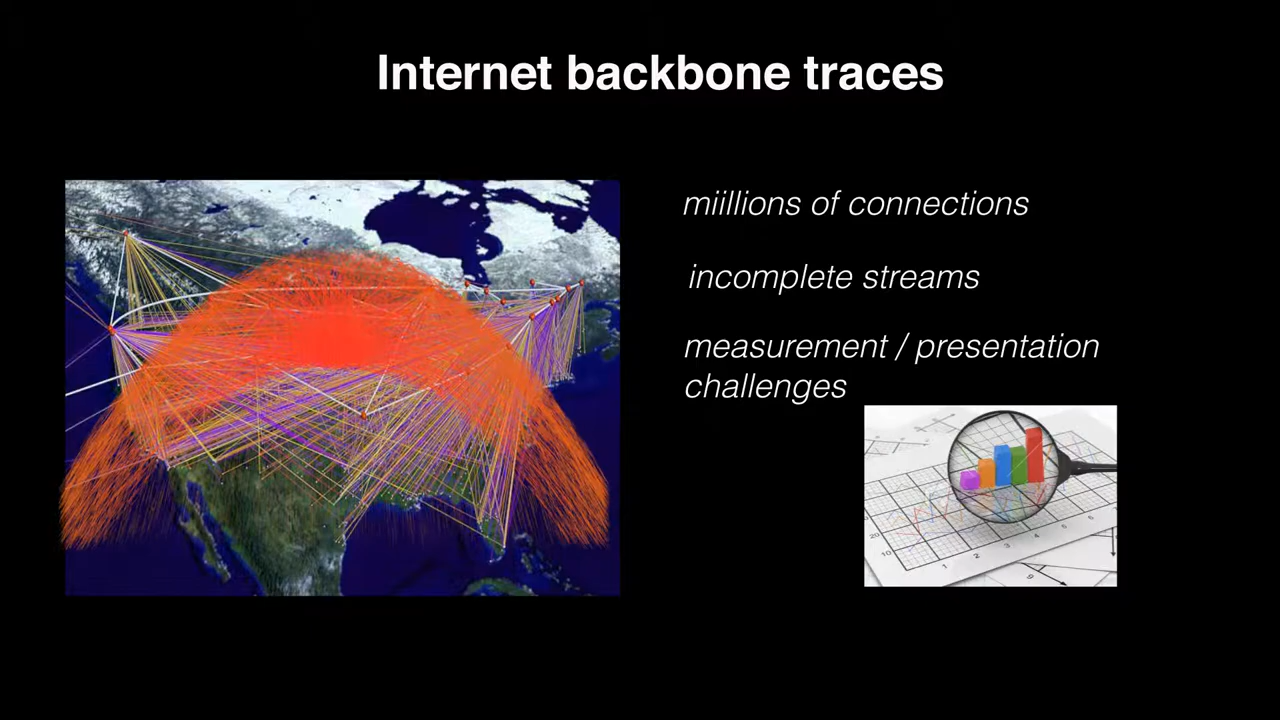 Internet backbone traces
miillions of connections
incomplete streams
measurement / presentation
challenges